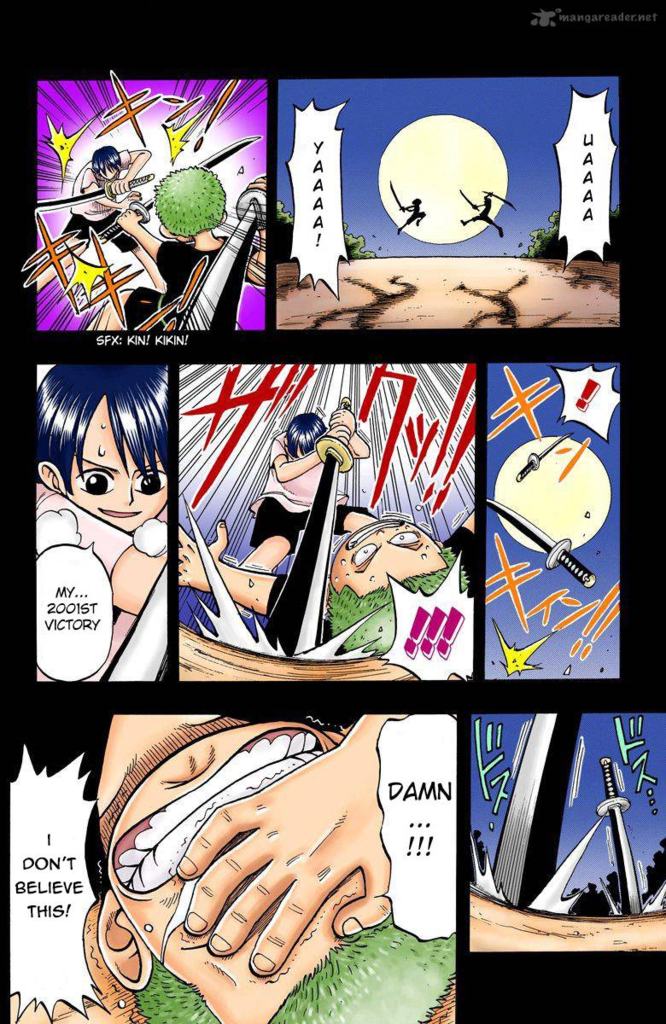 mangareader.net
キン
キキン
SFX: KIN! KIKIN!
YAAAA!
UAAAA
MY...
2001ST
VICTORY
ザクッ!!
!!!
!
キン
キィン!!
I
DON'T
BELIEVE
THIS!
DAMN
...
!!!
ドス
ドス